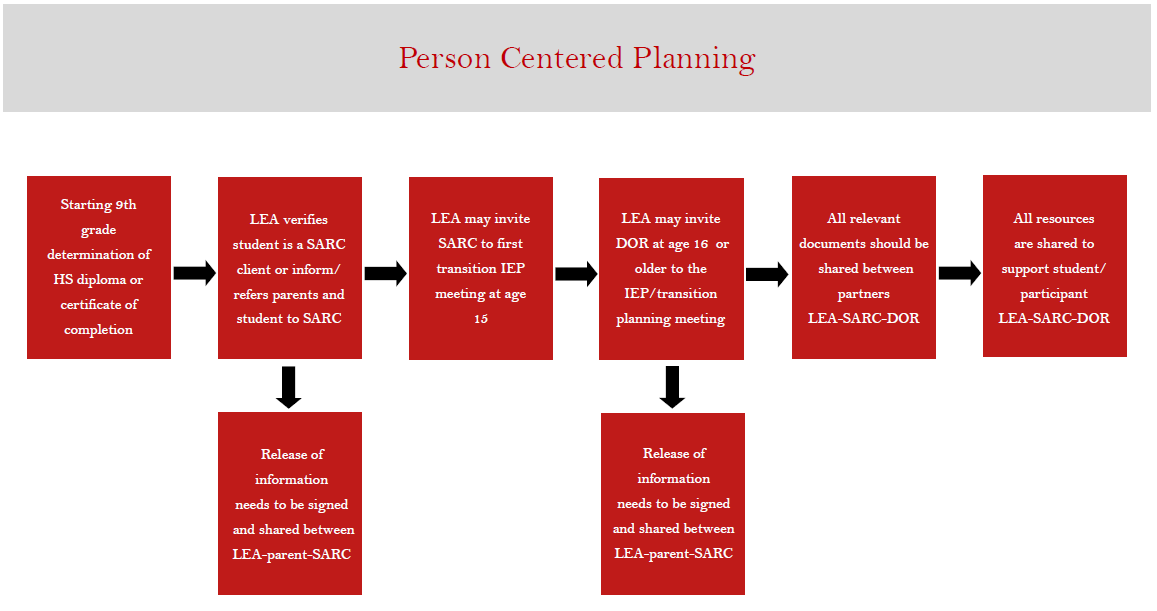 Person Centered Planning
Starting 9th
grade
determination of
HS diploma or
certificate of
completion
LEA verifies
student is a SARC
client or inform/
refers parents and
student to SARC
LEA may invite
SARC to first
transition IEP
meeting at age
15
LEA may invite
DOR at age 16 or
older to the
IEP/transition
planning meeting
All relevant
documents should be
shared between
partners
LEA-SARC-DOR
All resources
are shared to
support student/
participant
LEA-SARC-DOR
Release of
information
needs to be signed
and shared between
LEA-parent-SARC
Release of
information
needs to be signed
and shared between
LEA-parent-SARC